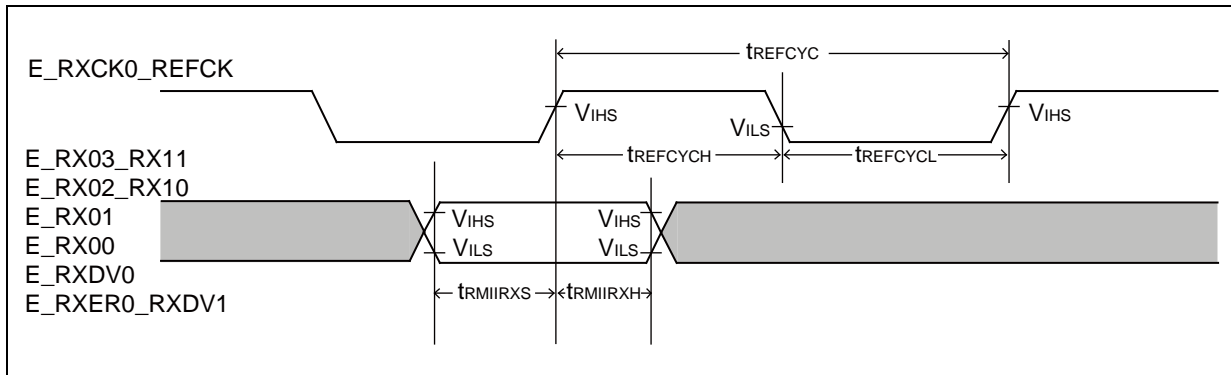 tREFCYC
E_RXCK0_REFCK
VIHS
VILS
VIHS
tREFCYCH
tREFCYCL
E_RX03_RX11
E_RX02_RX10
E_RX01
E_RX00
E_RXDV0
E_RXER0_RXDV1
VIHS
VIHS
VILS
VILS
tRMIIRXS
tRMIIRXH